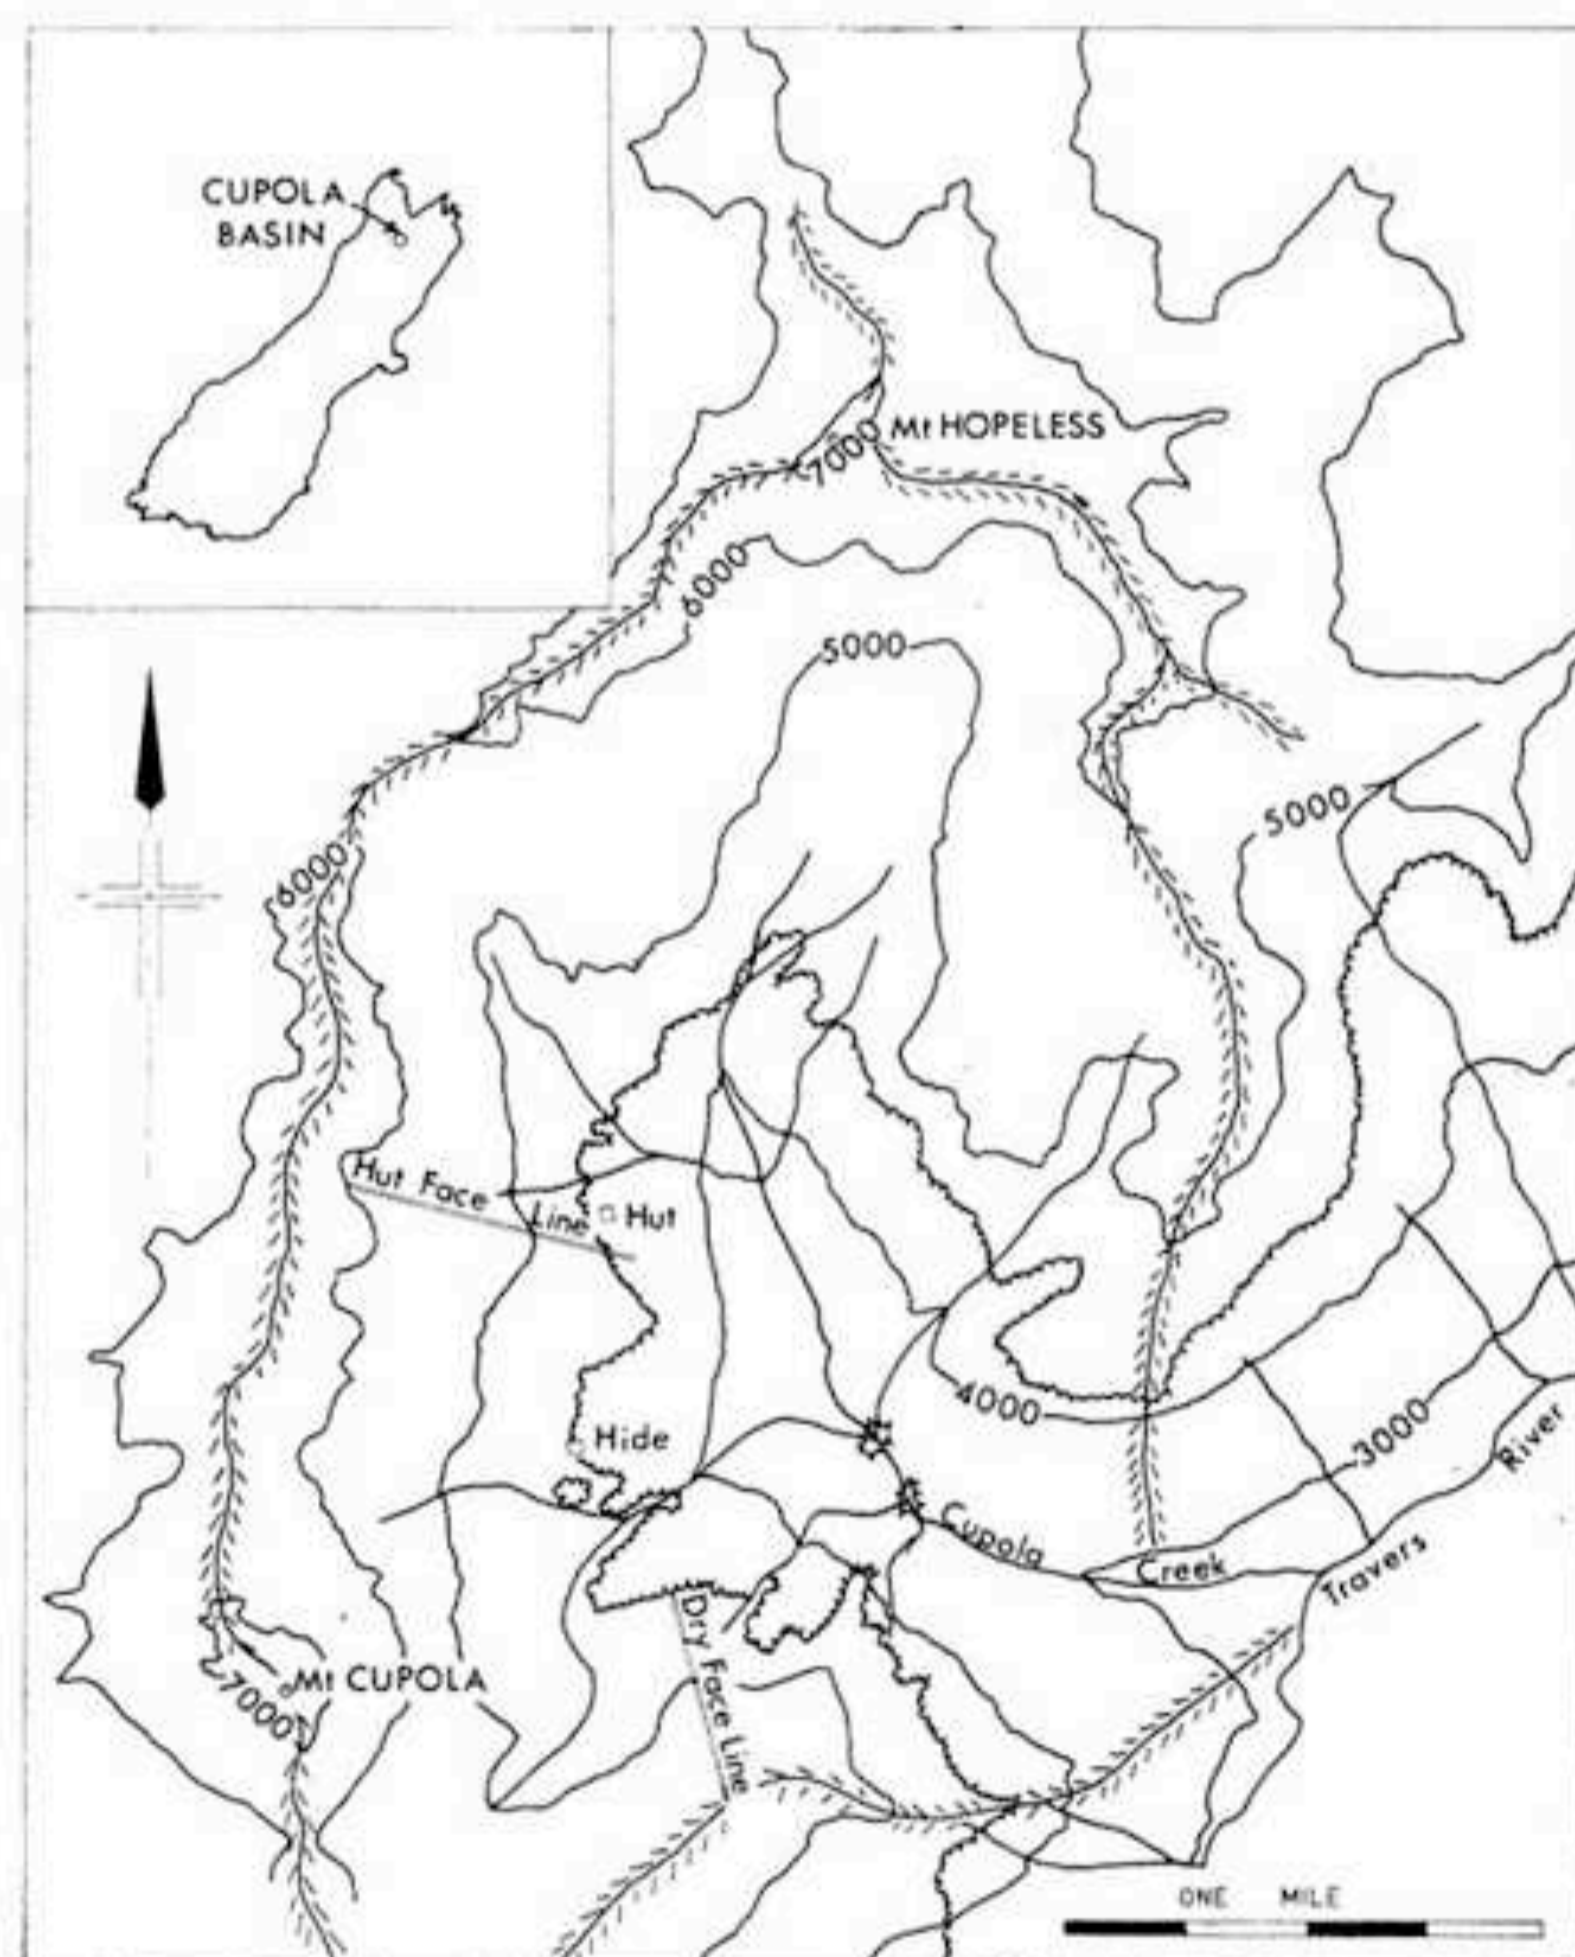 CUPOLA
BASIN
Mt HOPELESS
7000
6000
5000
5000
6000
Hut Face
Line
Hut
4000
3000
Hide
River
Cupola
Creek
Travers
Dry Face Line
Mt CUPOLA
7000
ONE MILE